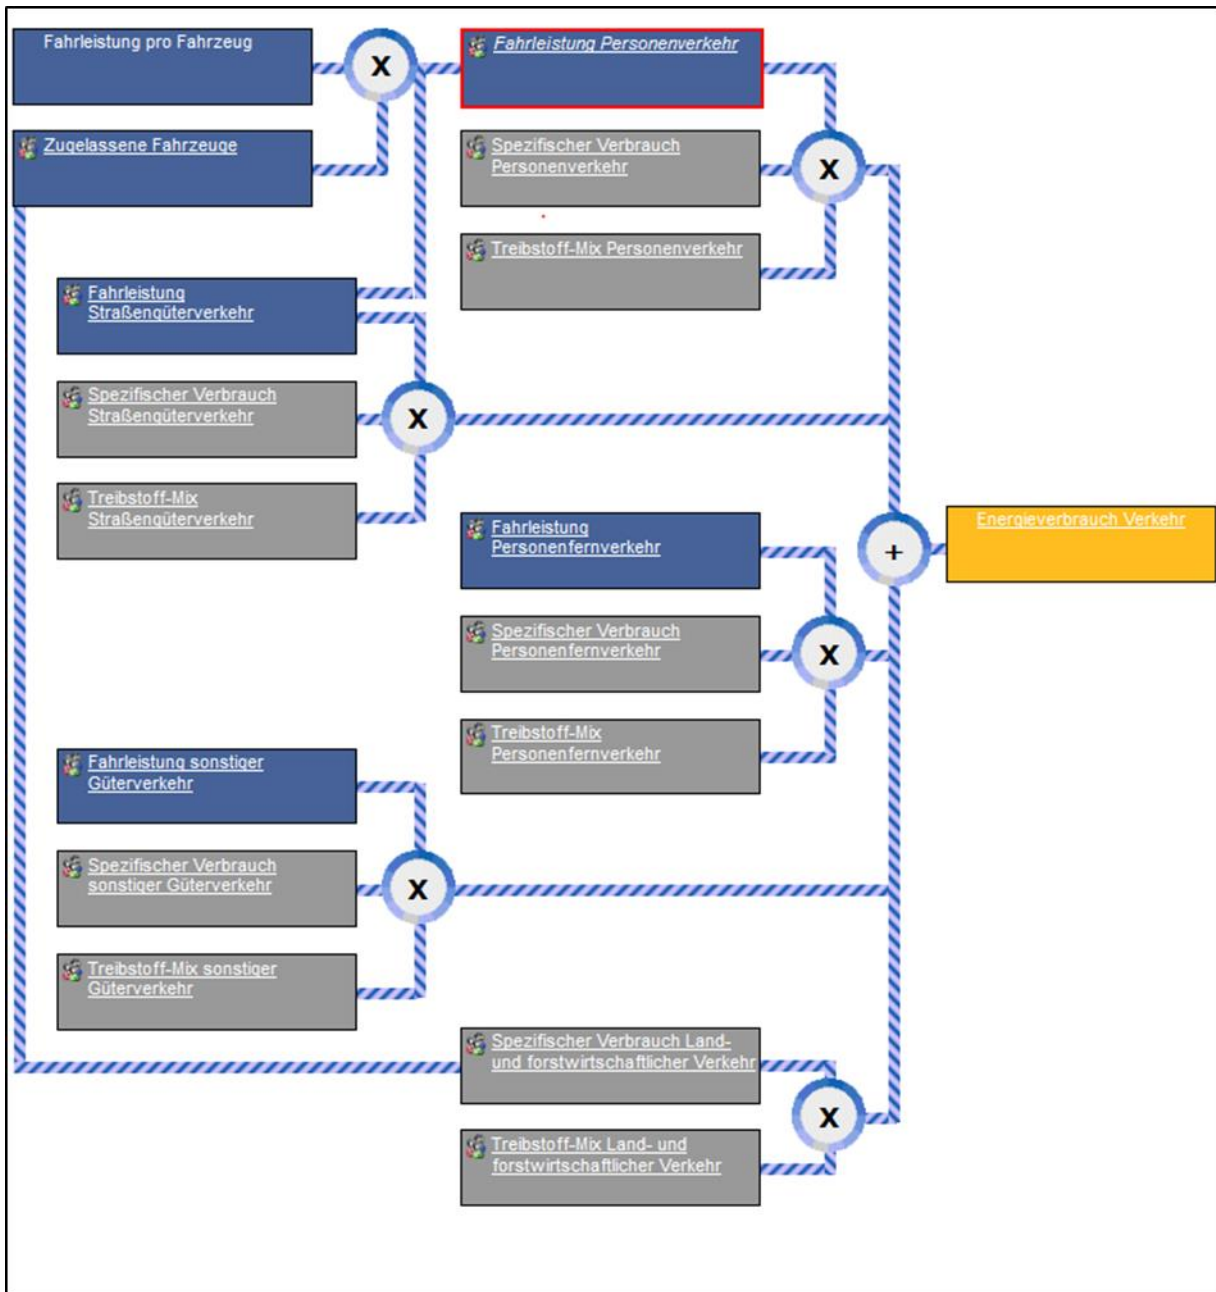 Fahrleistung pro Fahrzeug
X
Fahrleistung Personenverkehr
Zugelassene Fahrzeuge
Spezifischer Verbrauch
Personenverkehr
X
Treibstoff-Mix Personenverkehr
Fahrleistung
Straßengüterverkehr
Spezifischer Verbrauch
Straßengüterverkehr
X
Treibstoff-Mix
Straßengüterverkehr
Fahrleistung
Personenfernverkehr
+
Energieverbrauch Verkehr
Spezifischer Verbrauch
Personenfernverkehr
X
Treibstoff-Mix
Personenfernverkehr
Fahrleistung sonstiger
Güterverkehr
Spezifischer Verbrauch
sonstiger Güterverkehr
X
Treibstoff-Mix sonstiger
Güterverkehr
Spezifischer Verbrauch Land-
und forstwirtschaftlicher Verkehr
X
Treibstoff-Mix Land- und
forstwirtschaftlicher Verkehr